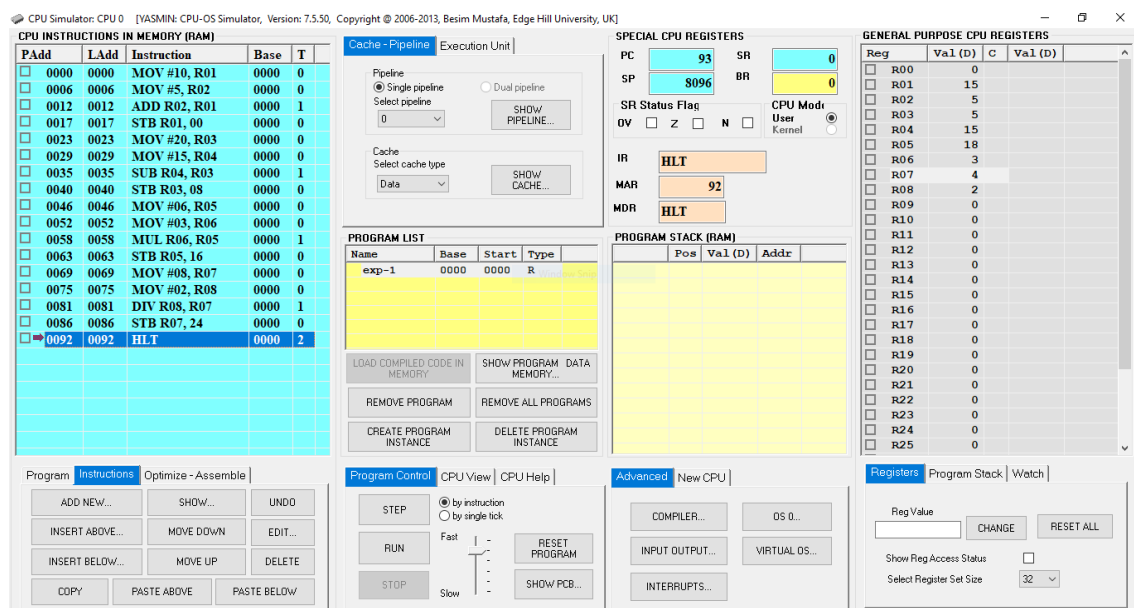 CPU Simulator: CPU 0 [YASMIN: CPU-OS Simulator, Version: 7.5.50, Copyright @ 2006-2013, Besim Mustafa, Edge Hill University, UK]
CPU INSTRUCTIONS IN MEMORY (RAM)
PAdd LAdd Instruction Base T
0000 0000 MOV #10, R01 0000 0
0006 0006 MOV #5, R02 0000 0
0012 0012 ADD R02, R01 0000 1
0017 0017 STB R01, 00 0000 0
0023 0023 MOV #20, R03 0000 0
0029 0029 MOV #15, R04 0000 0
0035 0035 SUB R04, R03 0000 1
0040 0040 STB R03, 08 0000 0
0046 0046 MOV #06, R05 0000 0
0052 0052 MOV #03, R06 0000 0
0058 0058 MUL R06, R05 0000 1
0063 0063 STB R05, 16 0000 0
0069 0069 MOV #08, R07 0000 0
0075 0075 MOV #02, R08 0000 0
0081 0081 DIV R08, R07 0000 1
0086 0086 STB R07, 24 0000 0
0092 0092 HLT 0000 2
Program Instructions Optimize - Assemble
ADD NEW... SHOW... UNDO
INSERT ABOVE... MOVE DOWN EDIT...
INSERT BELOW... MOVE UP DELETE
COPY PASTE ABOVE PASTE BELOW
Cache - Pipeline Execution Unit
Pipeline
Single pipeline Dual pipeline
Select pipeline
0
SHOW
PIPELINE...
Cache
Select cache type
Data
SHOW
CACHE...
PROGRAM LIST
Name Base Start Type
exp-1 0000 0000 R
LOAD COMPILED CODE IN
MEMORY
SHOW PROGRAM DATA
MEMORY...
REMOVE PROGRAM REMOVE ALL PROGRAMS
CREATE PROGRAM
INSTANCE
DELETE PROGRAM
INSTANCE
Program Control CPU View CPU Help
STEP
by instruction
by single tick
RUN
Fast
RESET
PROGRAM
STOP
Slow
SHOW PCB...
SPECIAL CPU REGISTERS
PC 93 SR 0
SP 8096 BR 0
SR Status Flag
OV Z N
CPU Mode
User
Kernel
IR HLT
MAR 92
MDR HLT
PROGRAM STACK (RAM)
Pos Val (D) Addr
Advanced New CPU
COMPILER... OS 0...
INPUT OUTPUT... VIRTUAL OS...
INTERRUPTS...
GENERAL PURPOSE CPU REGISTERS
Reg Val (D) C Val (D)
R00 0
R01 15
R02 5
R03 5
R04 15
R05 18
R06 3
R07 4
R08 2
R09 0
R10 0
R11 0
R12 0
R13 0
R14 0
R15 0
R16 0
R17 0
R18 0
R19 0
R20 0
R21 0
R22 0
R23 0
R24 0
R25 0
Registers Program Stack Watch
Reg Value
CHANGE RESET ALL
Show Reg Access Status
Select Register Set Size 32